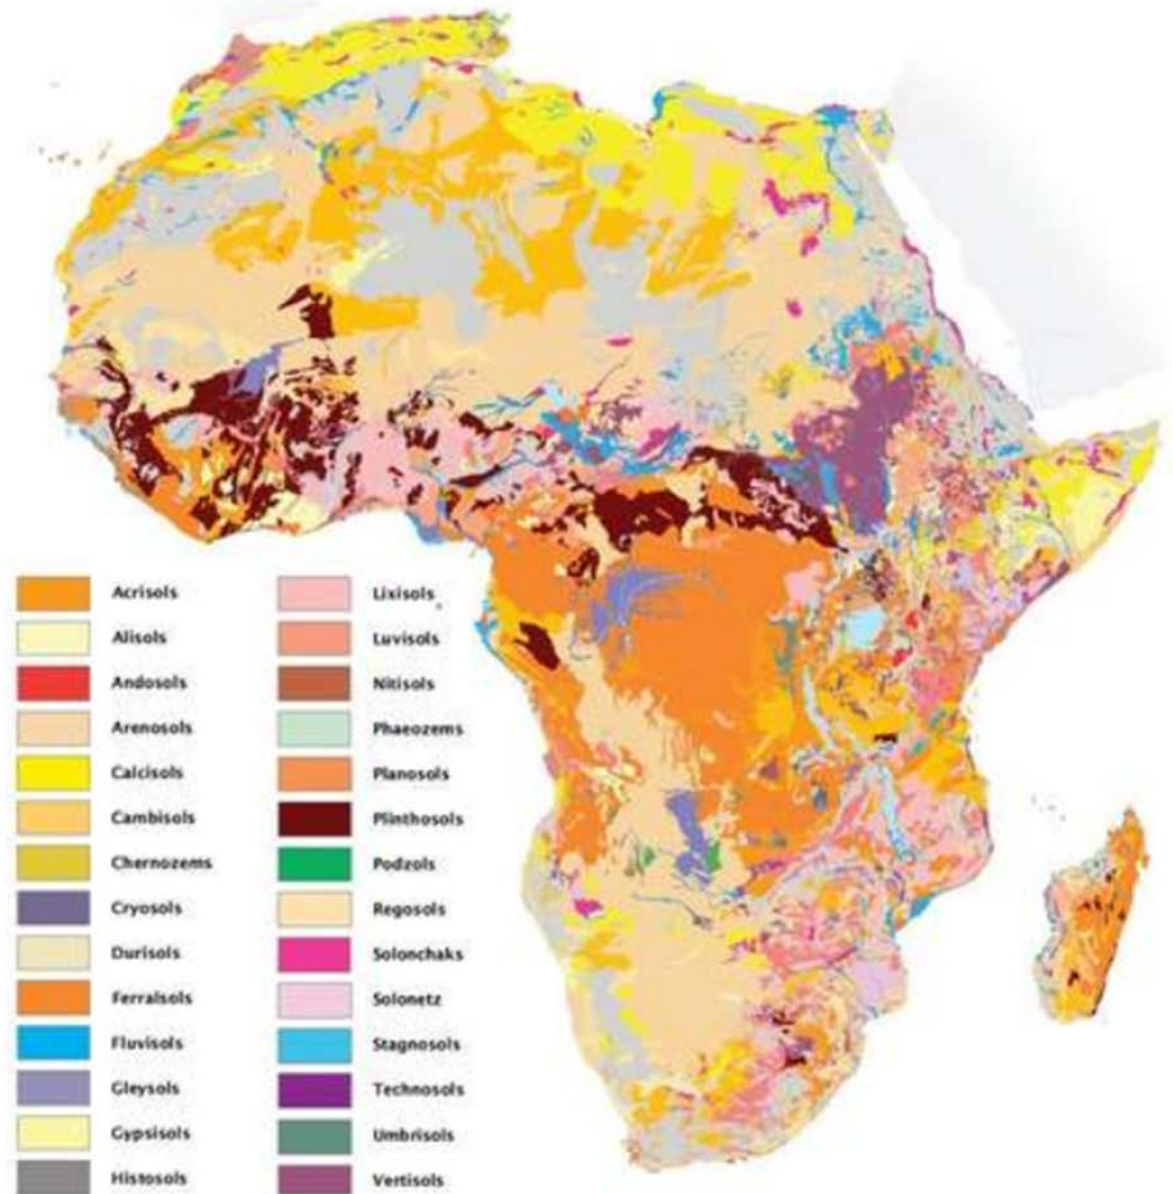 Acrisols
Alisols
Andosols
Arenosols
Calcisols
Cambisols
Chernozems
Cryosols
Durisols
Ferralsols
Fluvisols
Gleysols
Gypsisols
Histosols
Lixisols
Luvisols
Nitisols
Phaeozems
Planosols
Plinthosols
Podzols
Regosols
Solonchaks
Solonetz
Stagnosols
Technosols
Umbrisols
Vertisols